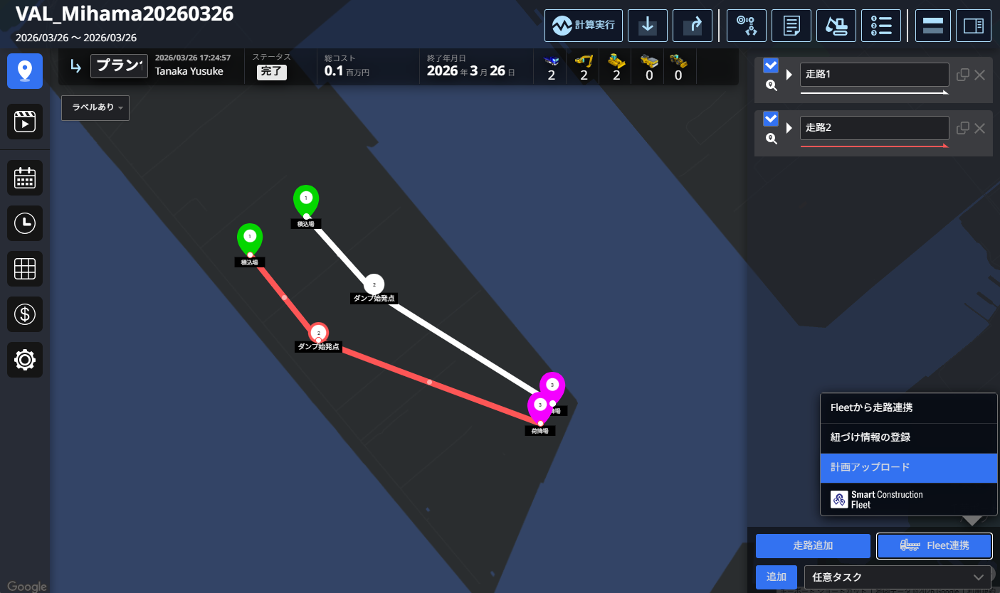 VAL_Mihama20260326
2026/03/26 ～ 2026/03/26
計算実行
プラン
2026/03/26 17:24:57
Tanaka Yusuke
ステータス
完了
総コスト
0.1 百万円
終了年月日
2026 年 3 月 26 日
2
2
2
0
0
ラベルあり
走路1
走路2
1
積込場
1
積込場
2
ダンプ始発点
2
ダンプ始発点
3
降場
3
荷降場
Fleetから走路連携
紐づけ情報の登録
計画アップロード
Smart Construction
Fleet
走路追加
Fleet連携
追加
任意タスク
Google